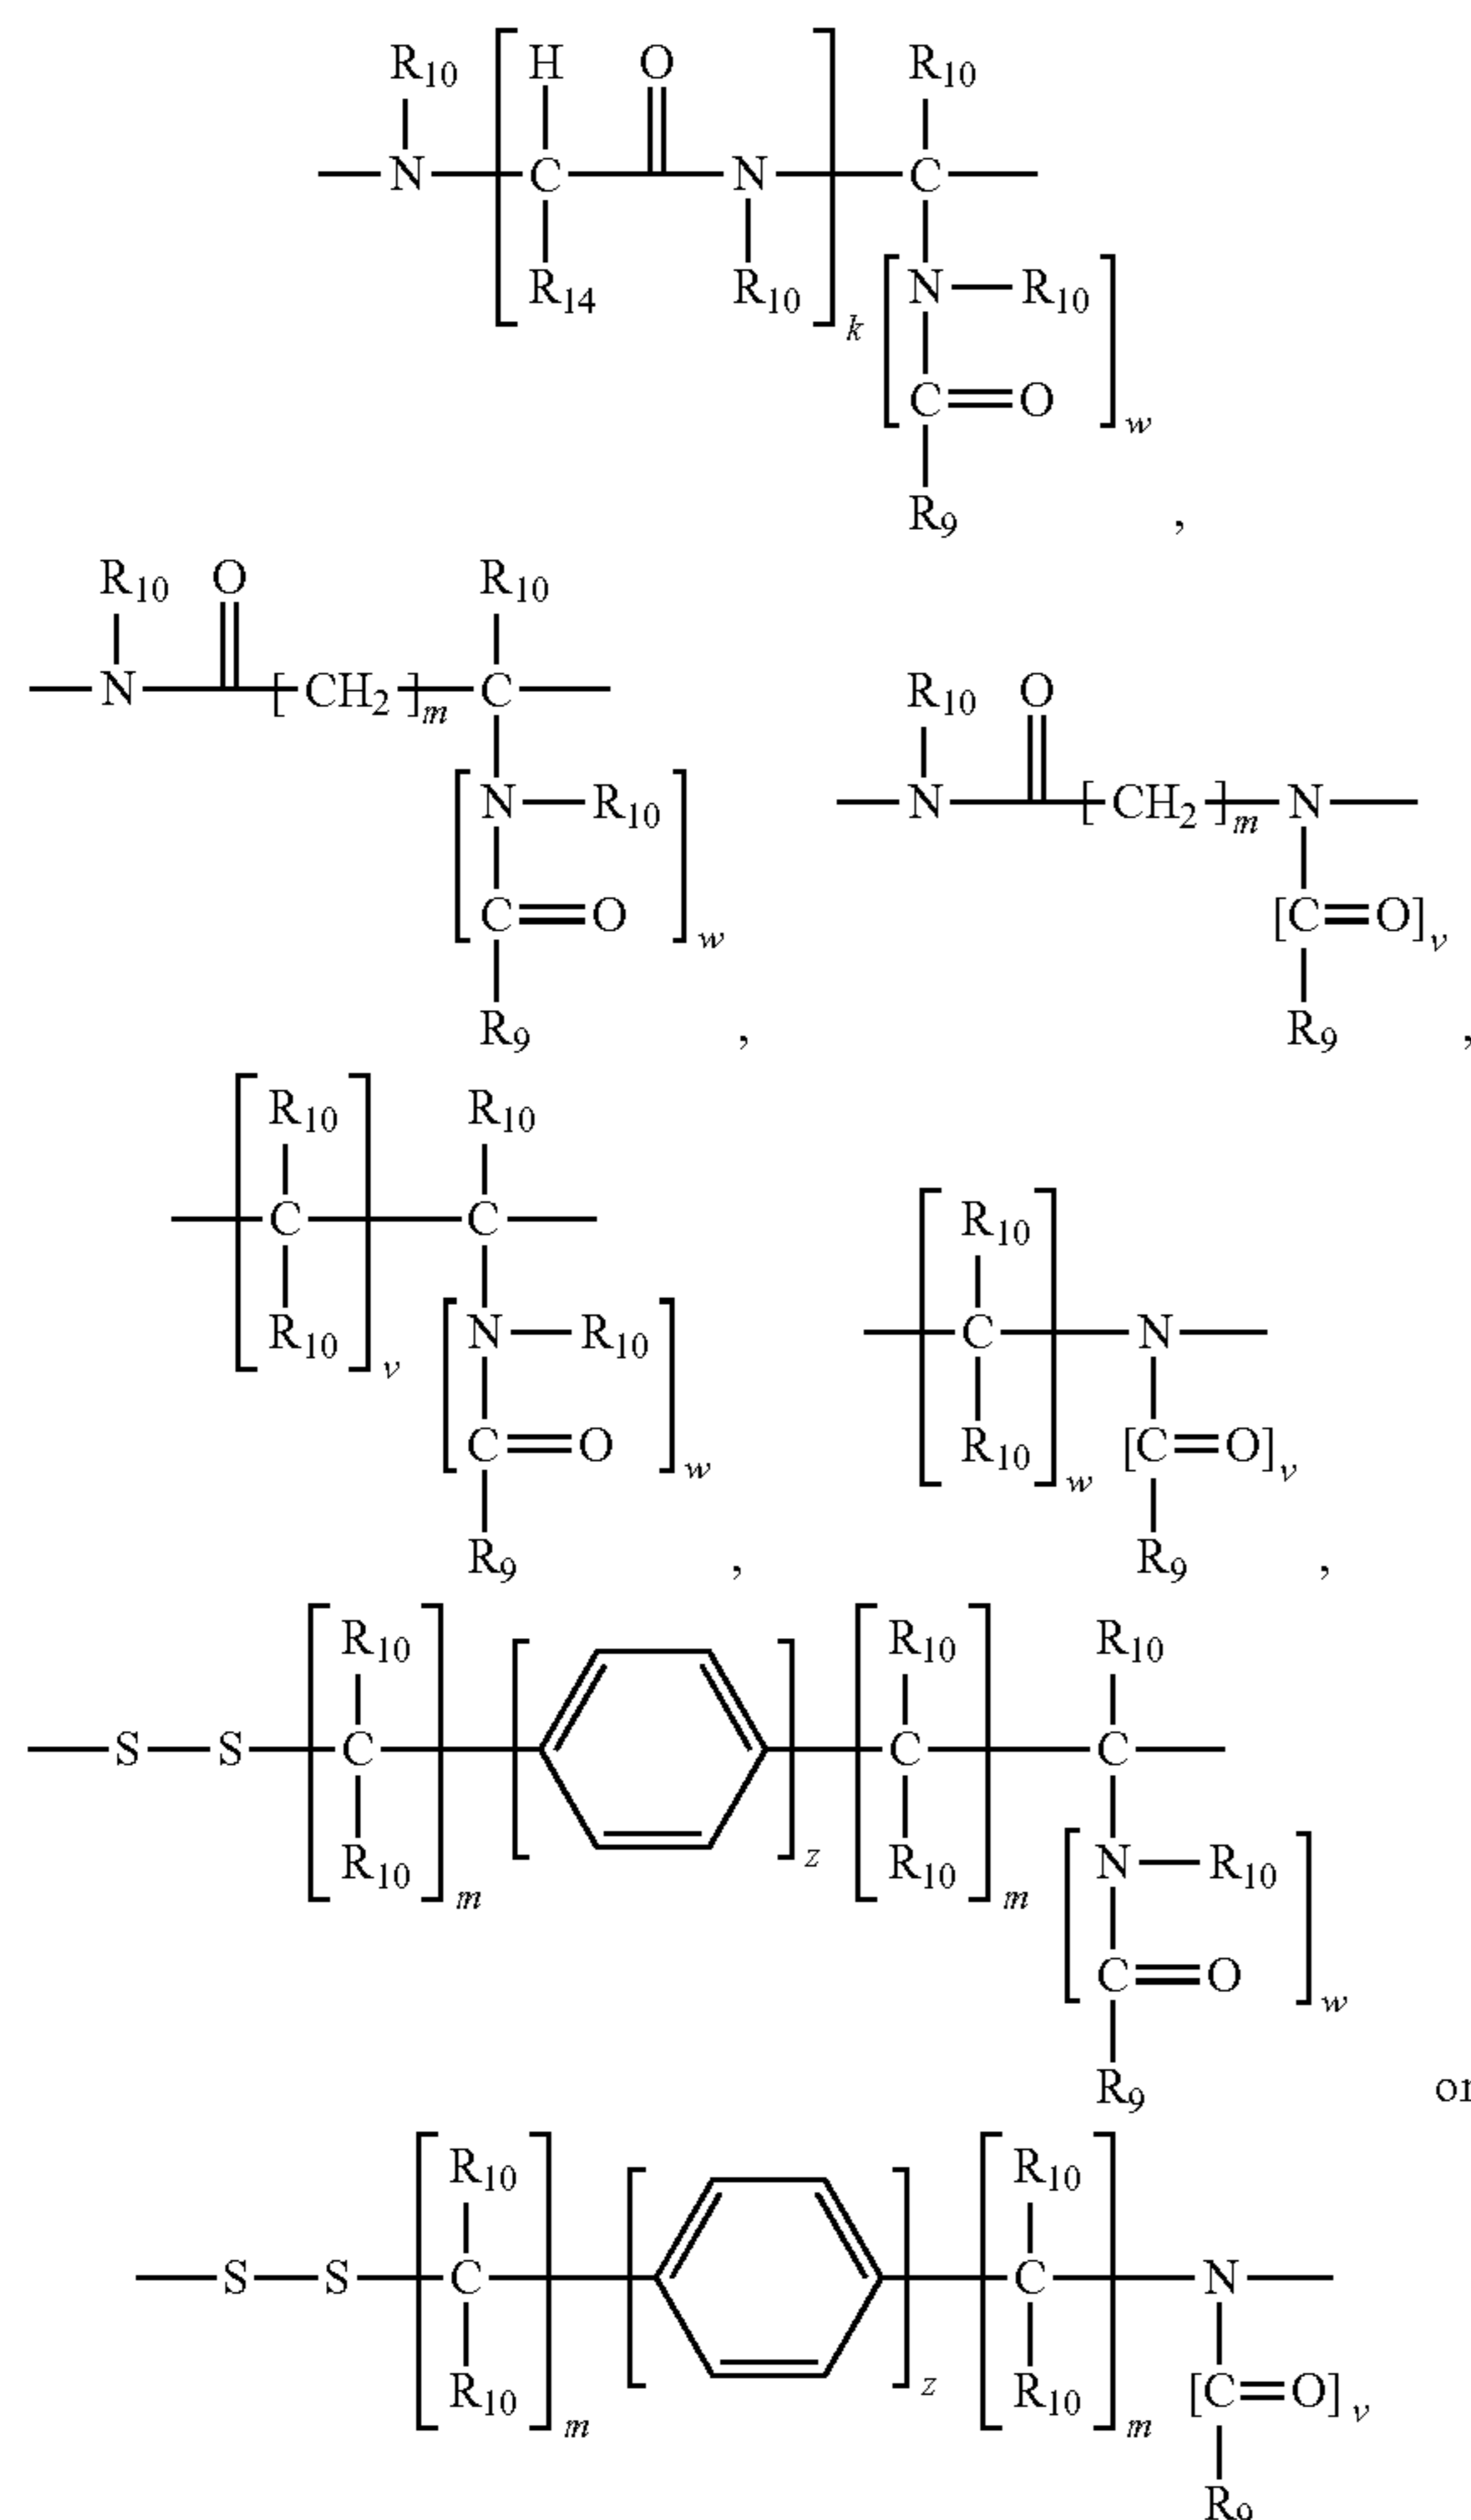 R10 H O R10
N C N C
R14 R10 k N R10
C O w
R9 ,
R10 O R10
N [CH2]m C R10 O
N R10 N [CH2]m N
C O w [C=O]v
R9 , R9 ,
R10 R10
C C R10
R10 v N R10 C N
C O w R10 w [C=O]v
R9 , R9 ,
R10 R10 R10
S S C C C
R10 m z R10 m N R10
C O w
R9 or
R10 R10
S S C C N
R10 m z R10 m [C=O]v
R9